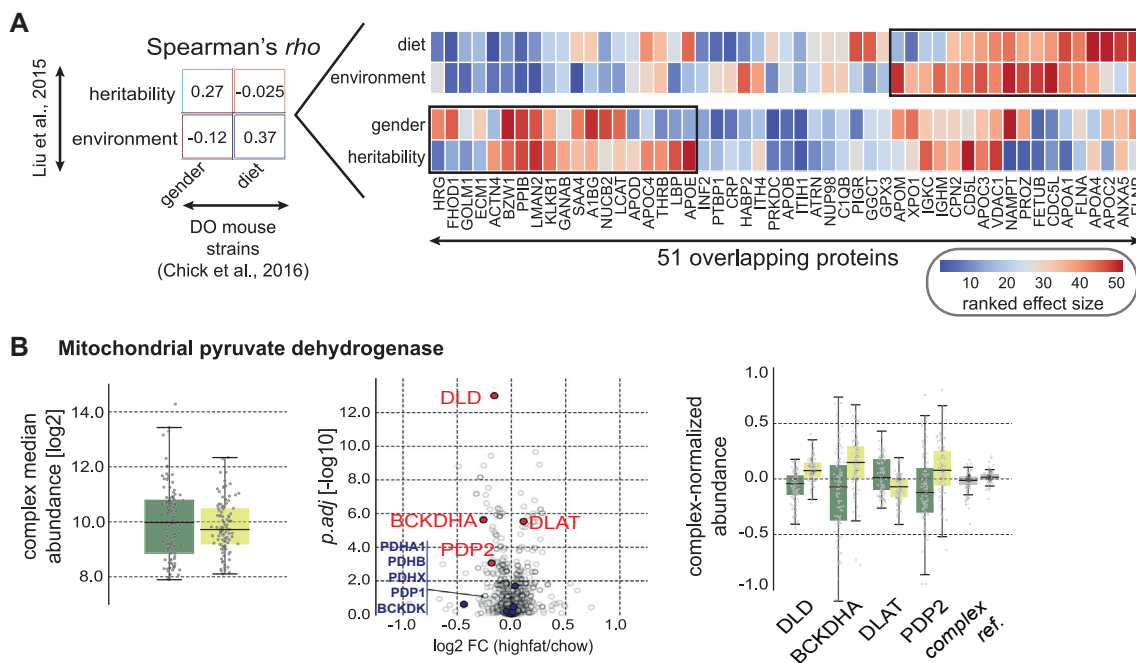 A
Spearman's rho
Liu et al., 2015
heritability
environment
0.27
-0.025
-0.12
0.37
gender
diet
DO mouse
strains
(Chick et al., 2016)
diet
environment
gender
heritability
HRG
FHOD1
GOLM1
ECM1
ACTN4
BZW1
PPIB
LMAN2
KLKB1
GANAB
SAA4
A1BG
NUCB2
LCAT
APOD
APOC4
THRB
LBP
APOE
INF2
PTBP1
CRP
HABP2
ITH4
PRKDC
APOB
ITIH1
ATRN
NUP98
C1QB
PIGR
GGCT
GPX3
APOM
XPO1
IGKC
IGHM
CPN2
CD5L
APOC3
VDAC1
NAMPT
PROZ
FETUB
CDC5L
APOA1
FLNA
APOA4
APOC2
ANXA5
51 overlapping proteins
10 20 30 40 50
ranked effect size
B Mitochondrial pyruvate dehydrogenase
complex median
abundance [log2]
14.0
12.0
10.0
8.0
p.adj [-log10]
12.0
10.0
8.0
6.0
4.0
2.0
0.0
DLD
BCKDHA
DLAT
PDP2
PDHA1
PDHB
PDHX
PDP1
BCKDK
-1.0 -0.5 0.0 0.5 1.0
log2 FC (highfat/chow)
complex-normalized
abundance
1.0
0.5
0.0
-0.5
-1.0
DLD
BCKDHA
DLAT
PDP2
complex
ref.